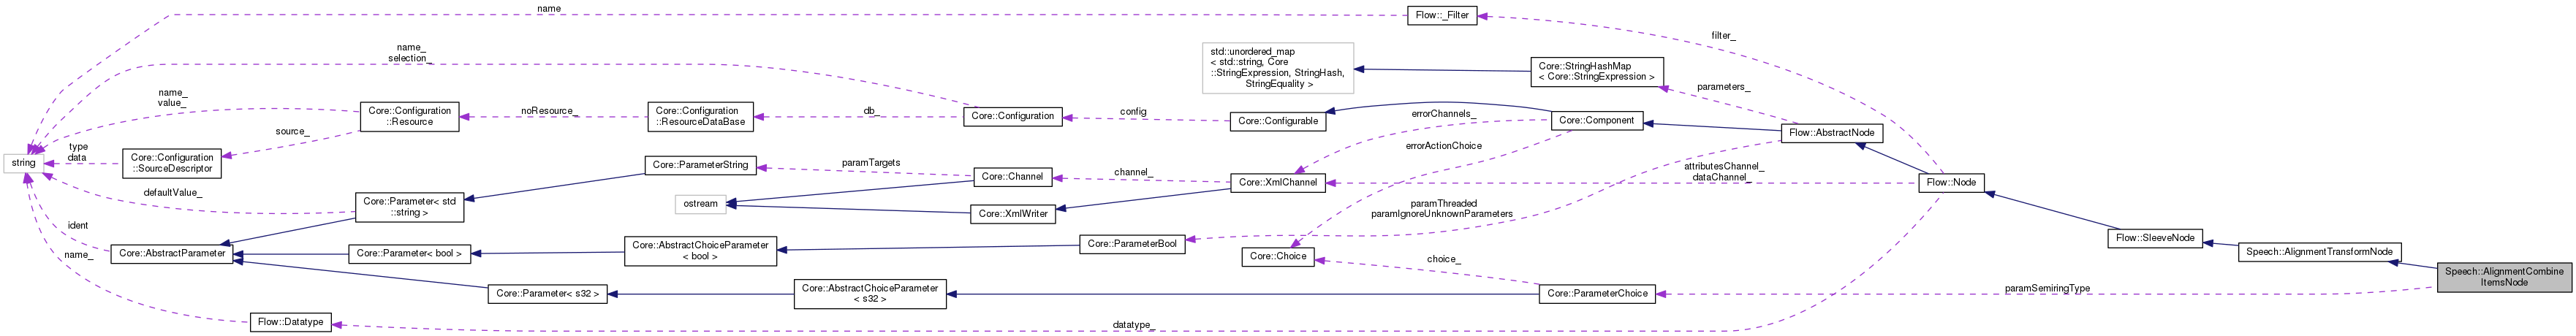 name
Flow::_Filter
filter_
name_
selection_
std::unordered_map
< std::string, Core
::StringExpression, StringHash,
StringEquality >
Core::StringHashMap
< Core::StringExpression >
parameters_
name_
value_
Core::Configuration
::Resource
noResource_
Core::Configuration
::ResourceDataBase
db_
Core::Configuration
config
Core::Configurable
errorChannels_
Core::Component
Flow::AbstractNode
source_
type
data
string
Core::Configuration
::SourceDescriptor
Core::ParameterString
paramTargets
Core::Channel
channel_
Core::XmlChannel
errorActionChoice
attributesChannel_
dataChannel_
Flow::Node
defaultValue_
Core::Parameter< std
::string >
ostream
Core::XmlWriter
paramThreaded
paramIgnoreUnknownParameters
ident
name_
Core::AbstractParameter
Core::Parameter< bool >
Core::AbstractChoiceParameter
< bool >
Core::ParameterBool
Core::Choice
choice_
Flow::SleeveNode
Speech::AlignmentTransformNode
Speech::AlignmentCombine
ItemsNode
Core::Parameter< s32 >
Core::AbstractChoiceParameter
< s32 >
Core::ParameterChoice
paramSemiringType
Flow::Datatype
datatype_